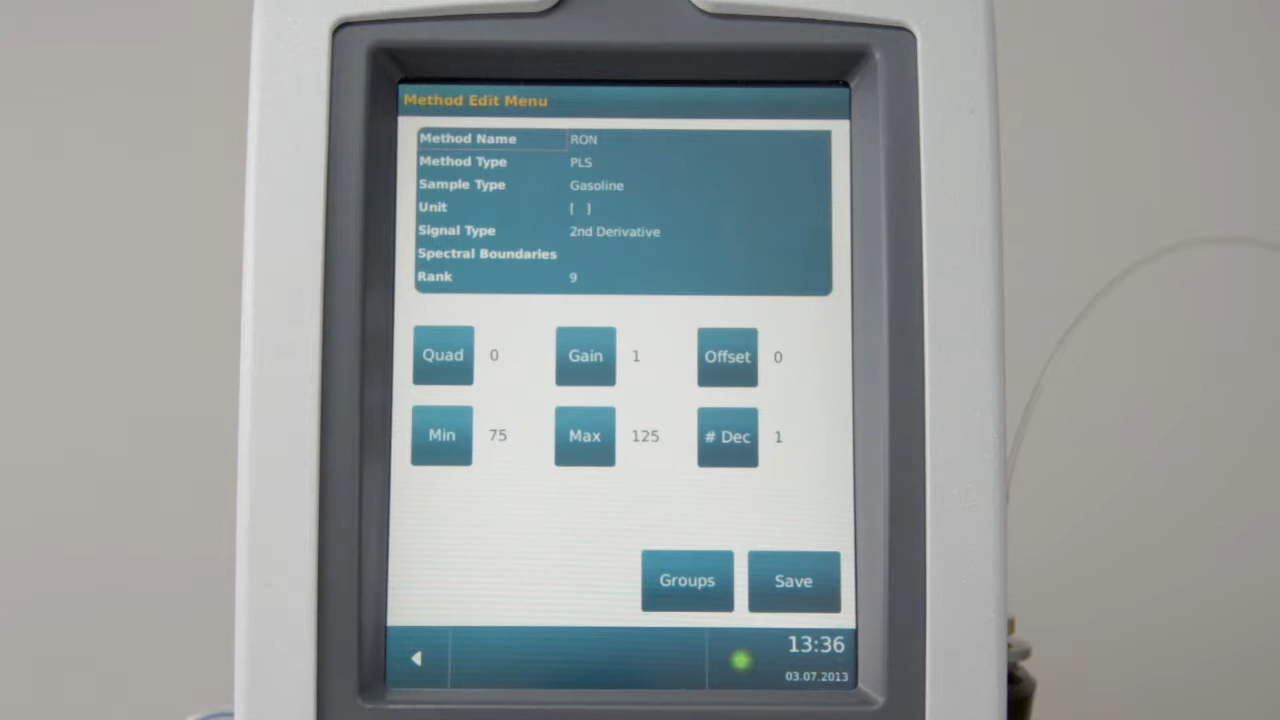 Method Edit Menu
Method Name RON
Method Type PLS
Sample Type Gasoline
Unit [ ]
Signal Type 2nd Derivative
Spectral Boundaries
Rank 9
Quad 0 Gain 1 Offset 0
Min 75 Max 125 # Dec 1
Groups Save
13:36
03.07.2013